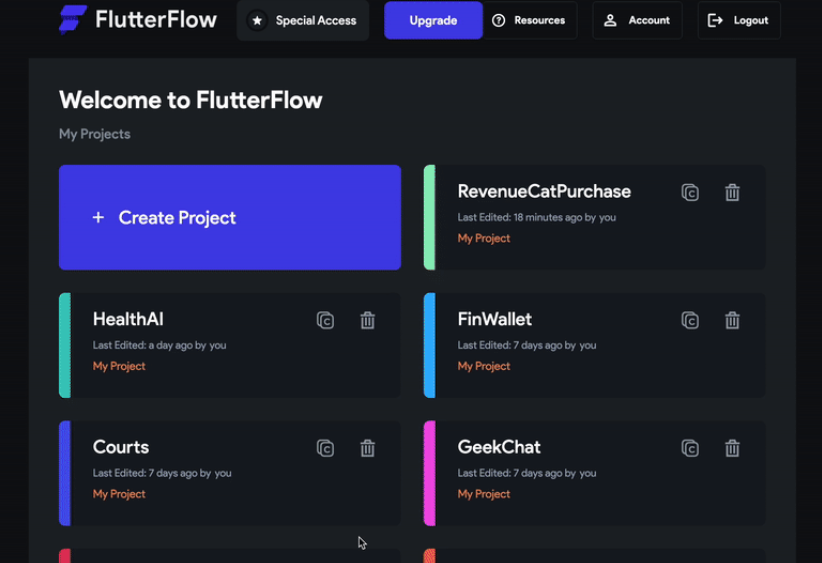 FlutterFlow Special Access Upgrade Resources Account Logout
Welcome to FlutterFlow
My Projects
+ Create Project
RevenueCatPurchase
Last Edited: 18 minutes ago by you
My Project
HealthAI
Last Edited: a day ago by you
My Project
FinWallet
Last Edited: 7 days ago by you
My Project
Courts
Last Edited: 7 days ago by you
My Project
GeekChat
Last Edited: 7 days ago by you
My Project